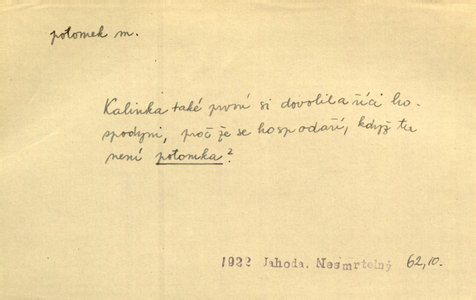 potomek m.
Kalinka také první si dovolila říci ho-
spodyni, proč že se hospodaří, když tu
není potomka?
1922 Jahoda. Nesmrtelný 62,10.